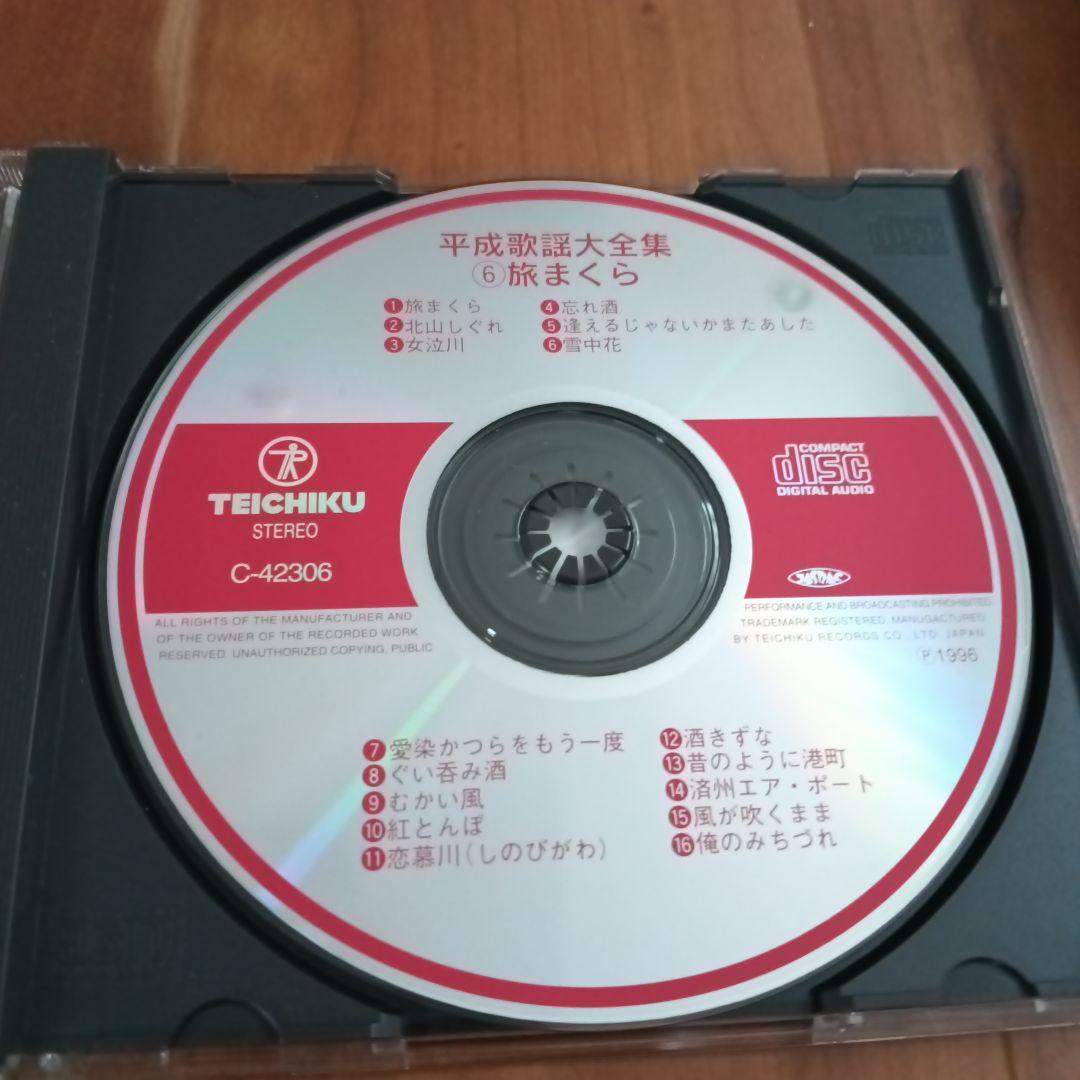 平成歌謡大全集
⑥旅まくら
❶旅まくら
❷北山しぐれ
❸女泣川
❹忘れ酒
❺逢えるじゃないかまたあした
❻雪中花
TEICHIKU
STEREO
C-42306
COMPACT
disc
DIGITAL AUDIO
JASRAC
ALL RIGHTS OF THE MANUFACTURER AND
OF THE OWNER OF THE RECORDED WORK
RESERVED. UNAUTHORIZED COPYING, PUBLIC
PERFORMANCE AND BROADCASTING PROHIBITED
TRADEMARK REGISTERED. MANUGACTURED
BY TEICHIKU RECORDS CO. LTD. JAPAN
Ⓟ1996
❼愛染かつらをもう一度
❽ぐい呑み酒
❾むかい風
❿紅とんぼ
⓫恋慕川(しのびがわ)
⓬酒きずな
⓭昔のように港町
⓮済州エア・ポート
⓯風が吹くまま
⓰俺のみちづれ